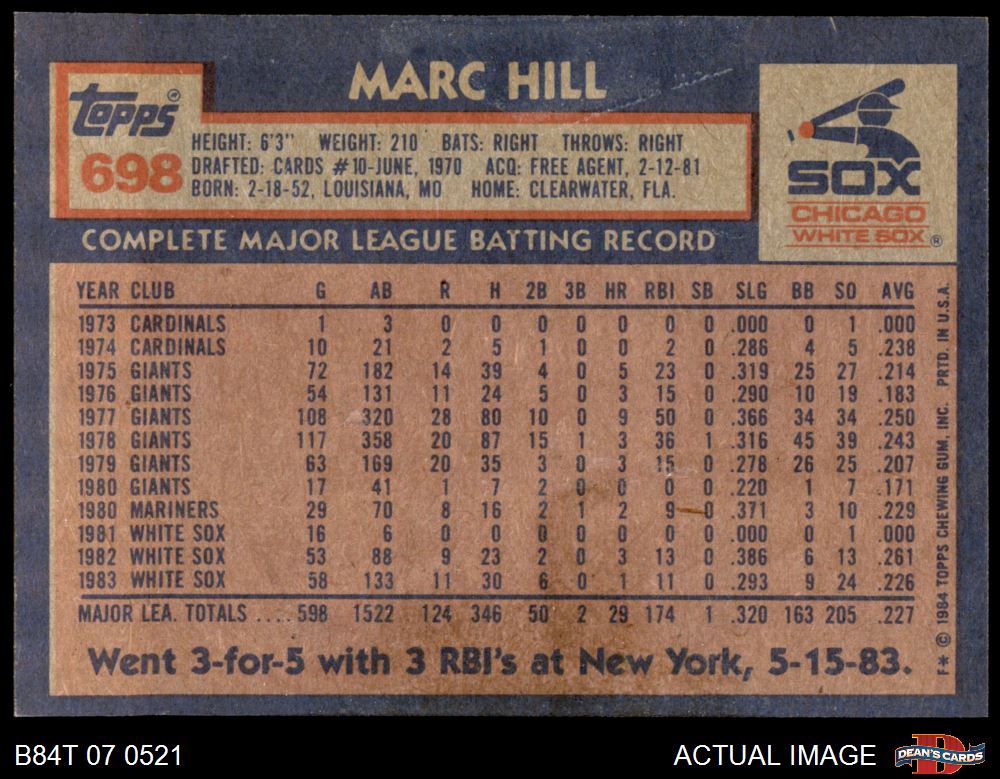 MARC HILL
Topps®
698
HEIGHT: 6'3" WEIGHT: 210 BATS: RIGHT THROWS: RIGHT
DRAFTED: CARDS #10-JUNE, 1970 ACQ: FREE AGENT, 2-12-81
BORN: 2-18-52, LOUISIANA, MO HOME: CLEARWATER, FLA.
SOX
CHICAGO
WHITE SOX®
COMPLETE MAJOR LEAGUE BATTING RECORD
YEAR CLUB G AB R H 2B 3B HR RBI SB SLG BB SO AVG
1973 CARDINALS 1 3 0 0 0 0 0 0 0 .000 0 1 .000
1974 CARDINALS 10 21 2 5 1 0 0 2 0 .286 4 5 .238
1975 GIANTS 72 182 14 39 4 0 5 23 0 .319 25 27 .214
1976 GIANTS 54 131 11 24 5 0 3 15 0 .290 10 19 .183
1977 GIANTS 108 320 28 80 10 0 9 50 0 .366 34 34 .250
1978 GIANTS 117 358 20 87 15 1 3 36 1 .316 45 39 .243
1979 GIANTS 63 169 20 35 3 0 3 15 0 .278 26 25 .207
1980 GIANTS 17 41 1 7 2 0 0 0 0 .220 1 7 .171
1980 MARINERS 29 70 8 16 2 1 2 9 0 .371 3 10 .229
1981 WHITE SOX 16 6 0 0 0 0 0 0 0 .000 0 1 .000
1982 WHITE SOX 53 88 9 23 2 0 3 13 0 .386 6 13 .261
1983 WHITE SOX 58 133 11 30 6 0 1 11 0 .293 9 24 .226
MAJOR LEA. TOTALS .... 598 1522 124 346 50 2 29 174 1 .320 163 205 .227
Went 3-for-5 with 3 RBI's at New York, 5-15-83.
F* © 1984 TOPPS CHEWING GUM, INC. PRTD. IN U.S.A.
B84T 07 0521
ACTUAL IMAGE
DEAN'S CARDS